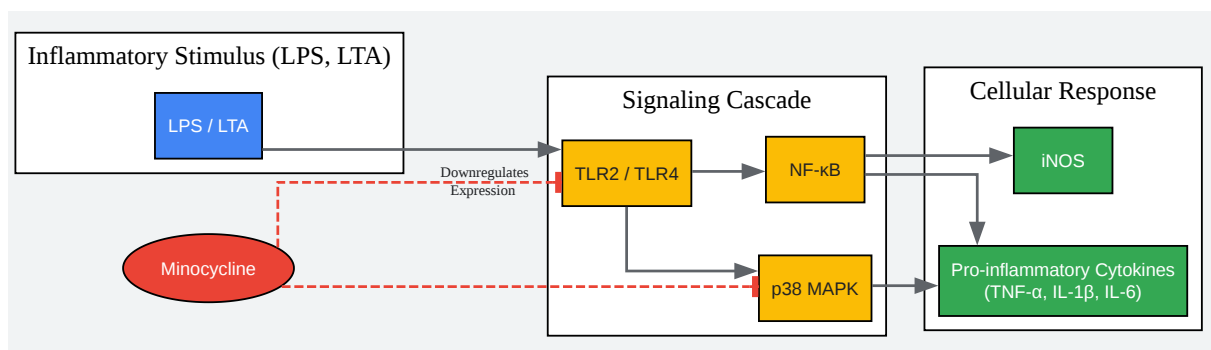 Inflammatory Stimulus (LPS, LTA)
LPS / LTA
Signaling Cascade
Downregulates
Expression
TLR2 / TLR4
NF-κB
p38 MAPK
Cellular Response
iNOS
Pro-inflammatory Cytokines
(TNF-α, IL-1β, IL-6)
Minocycline